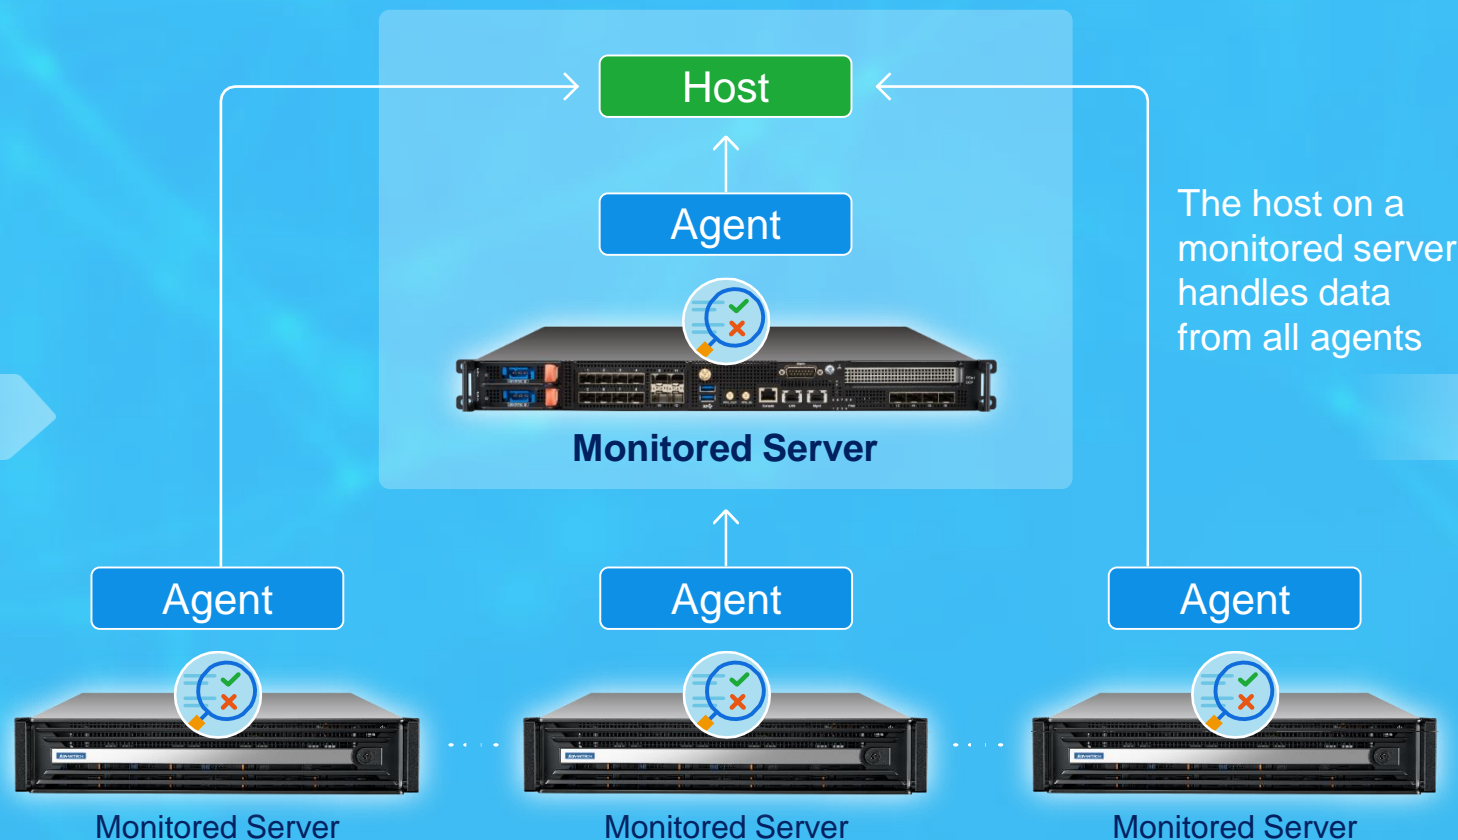 Host
Agent
The host on a
monitored server
handles data
from all agents
Monitored Server
Agent
Agent
Agent
Monitored Server
Monitored Server
Monitored Server